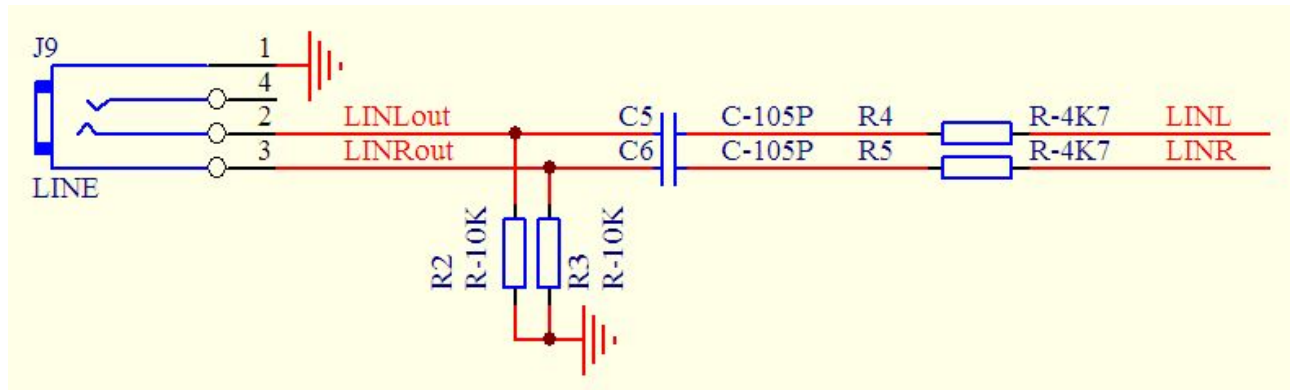 J9 1
4
LINLout 2 C5 C-105P R4 R-4K7 LINL
LINRout 3 C6 C-105P R5 R-4K7 LINR
LINE
R2 R-10K R3 R-10K